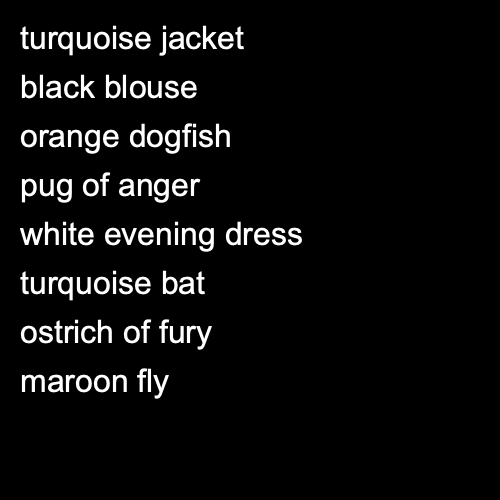 turquoise jacket
black blouse
orange dogfish
pug of anger
white evening dress
turquoise bat
ostrich of fury
maroon fly